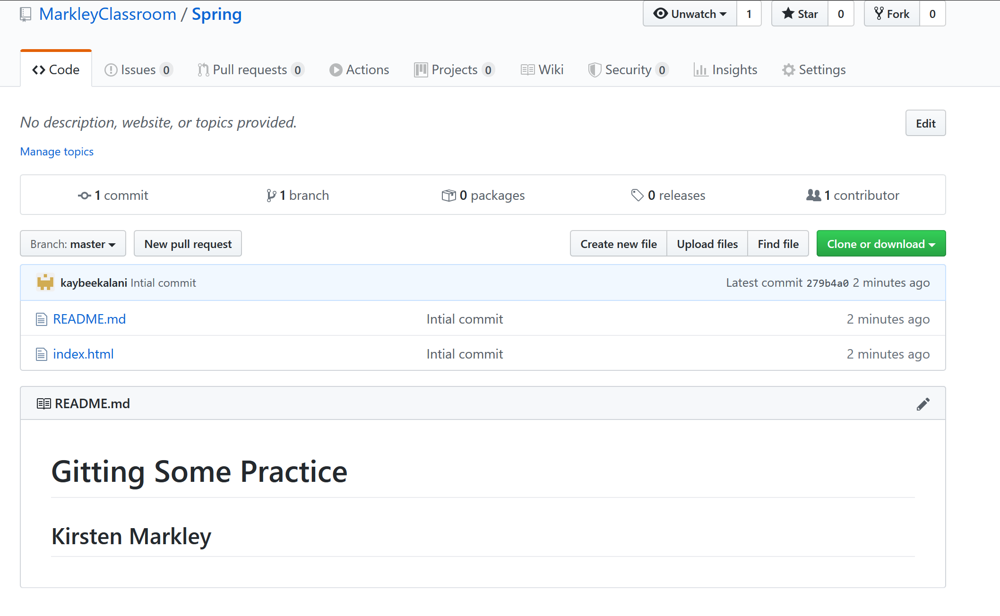 MarkleyClassroom / Spring
Unwatch 1 Star 0 Fork 0
Code Issues 0 Pull requests 0 Actions Projects 0 Wiki Security 0 Insights Settings
No description, website, or topics provided.
Edit
Manage topics
1 commit 1 branch 0 packages 0 releases 1 contributor
Branch: master New pull request Create new file Upload files Find file Clone or download
kaybeekalani Intial commit Latest commit 279b4a0 2 minutes ago
README.md Intial commit 2 minutes ago
index.html Intial commit 2 minutes ago
README.md
Gitting Some Practice
Kirsten Markley